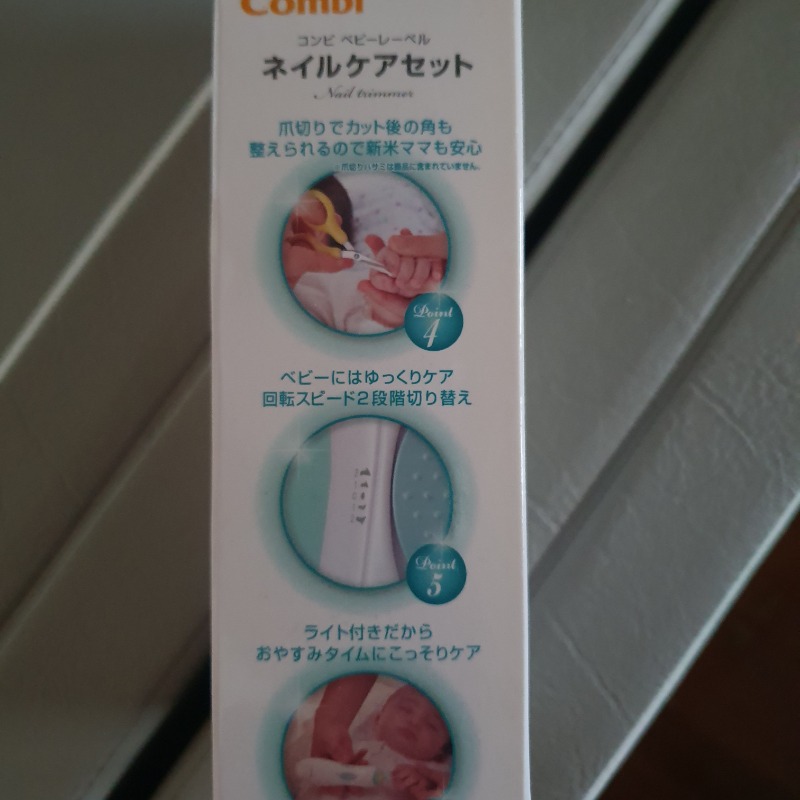 Combi
コンビ ベビーレーベル
ネイルケアセット
Nail trimmer
爪切りでカット後の角も
整えられるので新米ママも安心
Point
4
ベビーにはゆっくりケア
回転スピード2段階切り替え
Point
5
ライト付きだから
おやすみタイムにこっそりケア